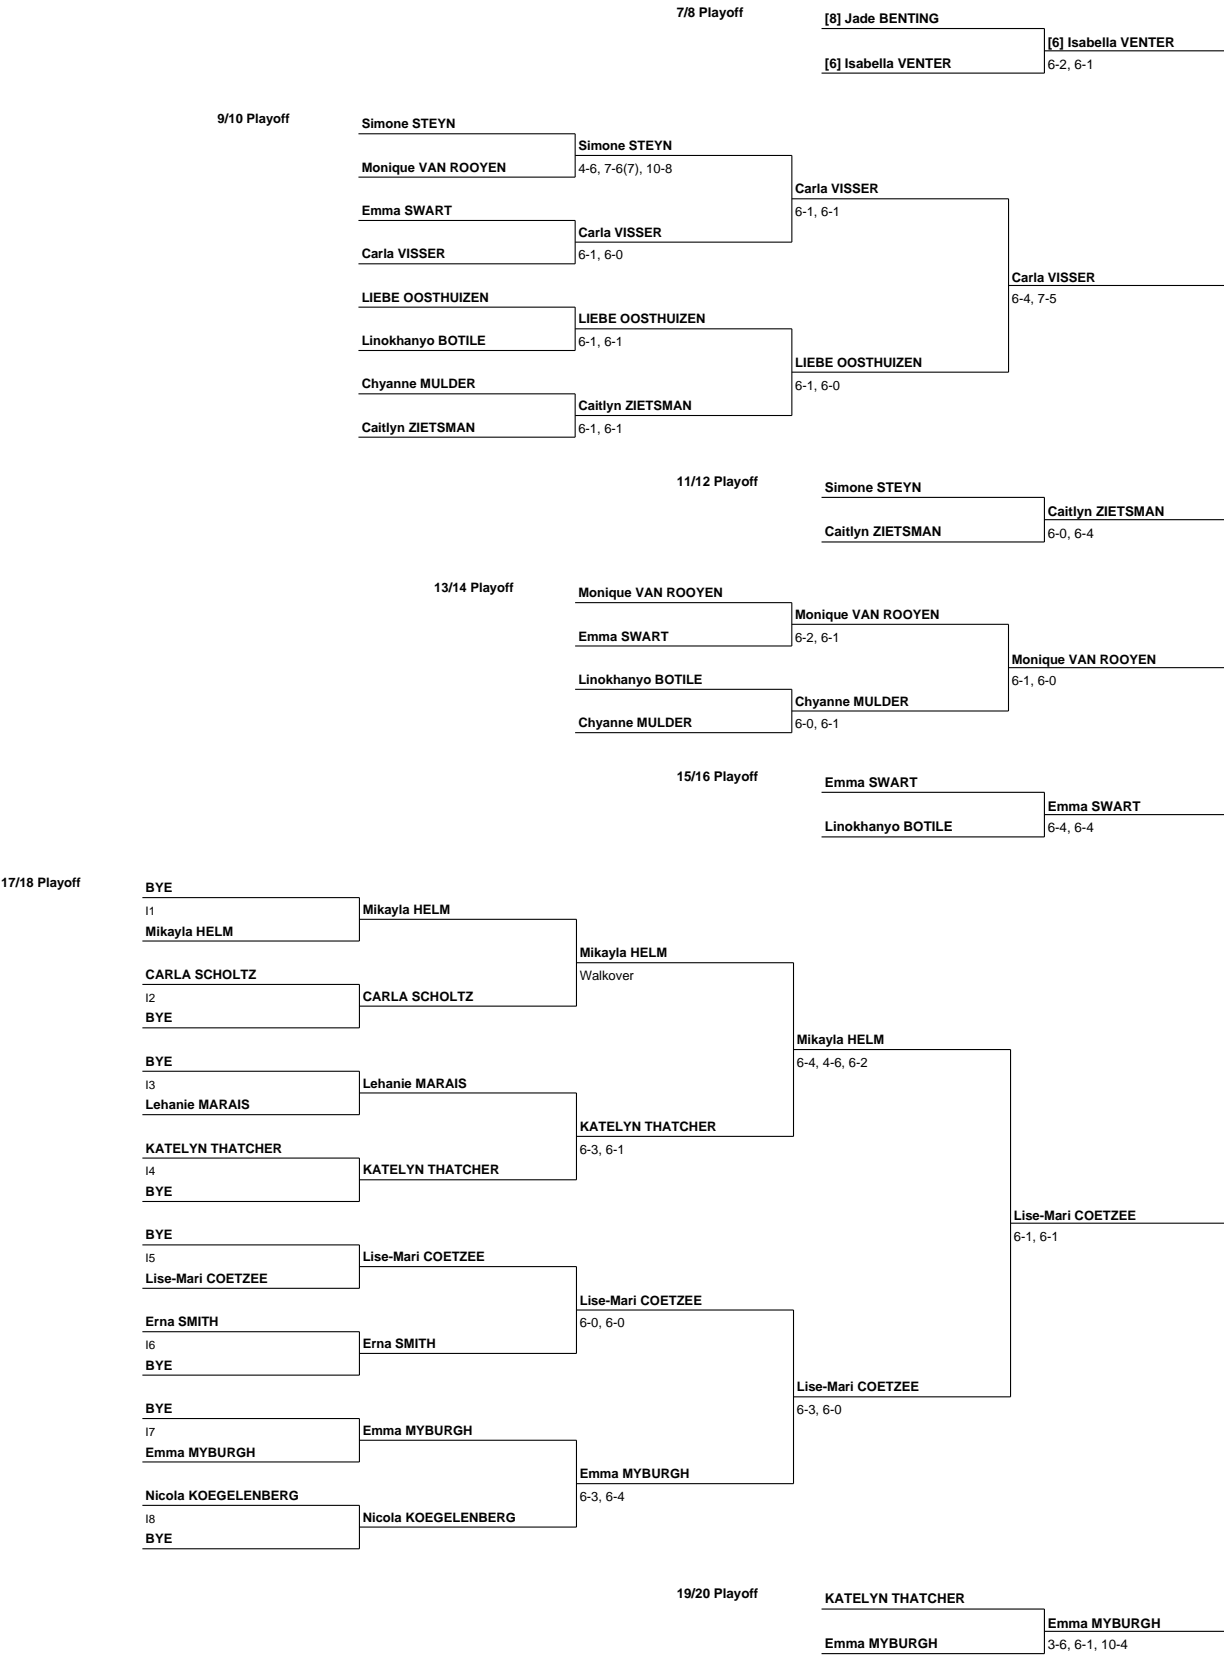 7/8 Playoff
[8] Jade BENTING
[6] Isabella VENTER
[6] Isabella VENTER
6-2, 6-1
9/10 Playoff
Simone STEYN
Simone STEYN
Monique VAN ROOYEN
4-6, 7-6(7), 10-8
Carla VISSER
Emma SWART
6-1, 6-1
Carla VISSER
Carla VISSER
6-1, 6-0
Carla VISSER
LIEBE OOSTHUIZEN
6-4, 7-5
LIEBE OOSTHUIZEN
Linokhanyo BOTILE
6-1, 6-1
LIEBE OOSTHUIZEN
Chyanne MULDER
6-1, 6-0
Caitlyn ZIETSMAN
Caitlyn ZIETSMAN
6-1, 6-1
11/12 Playoff
Simone STEYN
Caitlyn ZIETSMAN
Caitlyn ZIETSMAN
6-0, 6-4
13/14 Playoff
Monique VAN ROOYEN
Monique VAN ROOYEN
Emma SWART
6-2, 6-1
Monique VAN ROOYEN
Linokhanyo BOTILE
6-1, 6-0
Chyanne MULDER
Chyanne MULDER
6-0, 6-1
15/16 Playoff
Emma SWART
Emma SWART
Linokhanyo BOTILE
6-4, 6-4
17/18 Playoff
BYE
I1
Mikayla HELM
Mikayla HELM
Mikayla HELM
CARLA SCHOLTZ
Walkover
I2
CARLA SCHOLTZ
BYE
Mikayla HELM
BYE
6-4, 4-6, 6-2
I3
Lehanie MARAIS
Lehanie MARAIS
KATELYN THATCHER
KATELYN THATCHER
6-3, 6-1
I4
KATELYN THATCHER
BYE
Lise-Mari COETZEE
BYE
6-1, 6-1
I5
Lise-Mari COETZEE
Lise-Mari COETZEE
Lise-Mari COETZEE
Erna SMITH
6-0, 6-0
I6
Erna SMITH
BYE
Lise-Mari COETZEE
BYE
6-3, 6-0
I7
Emma MYBURGH
Emma MYBURGH
Emma MYBURGH
Nicola KOEGELENBERG
6-3, 6-4
I8
Nicola KOEGELENBERG
BYE
19/20 Playoff
KATELYN THATCHER
Emma MYBURGH
Emma MYBURGH
3-6, 6-1, 10-4